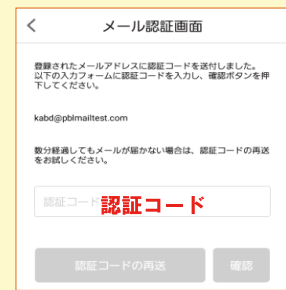 メール認証画面
登録されたメールアドレスに認証コードを送付しました。
以下の入力フォームに認証コードを入力し、確認ボタンを押
下してください。
kabd@pblmailtest.com
数分経過してもメールが届かない場合は、認証コードの再送
をお試しください。
認証コード 認証コード
認証コードの再送 確認